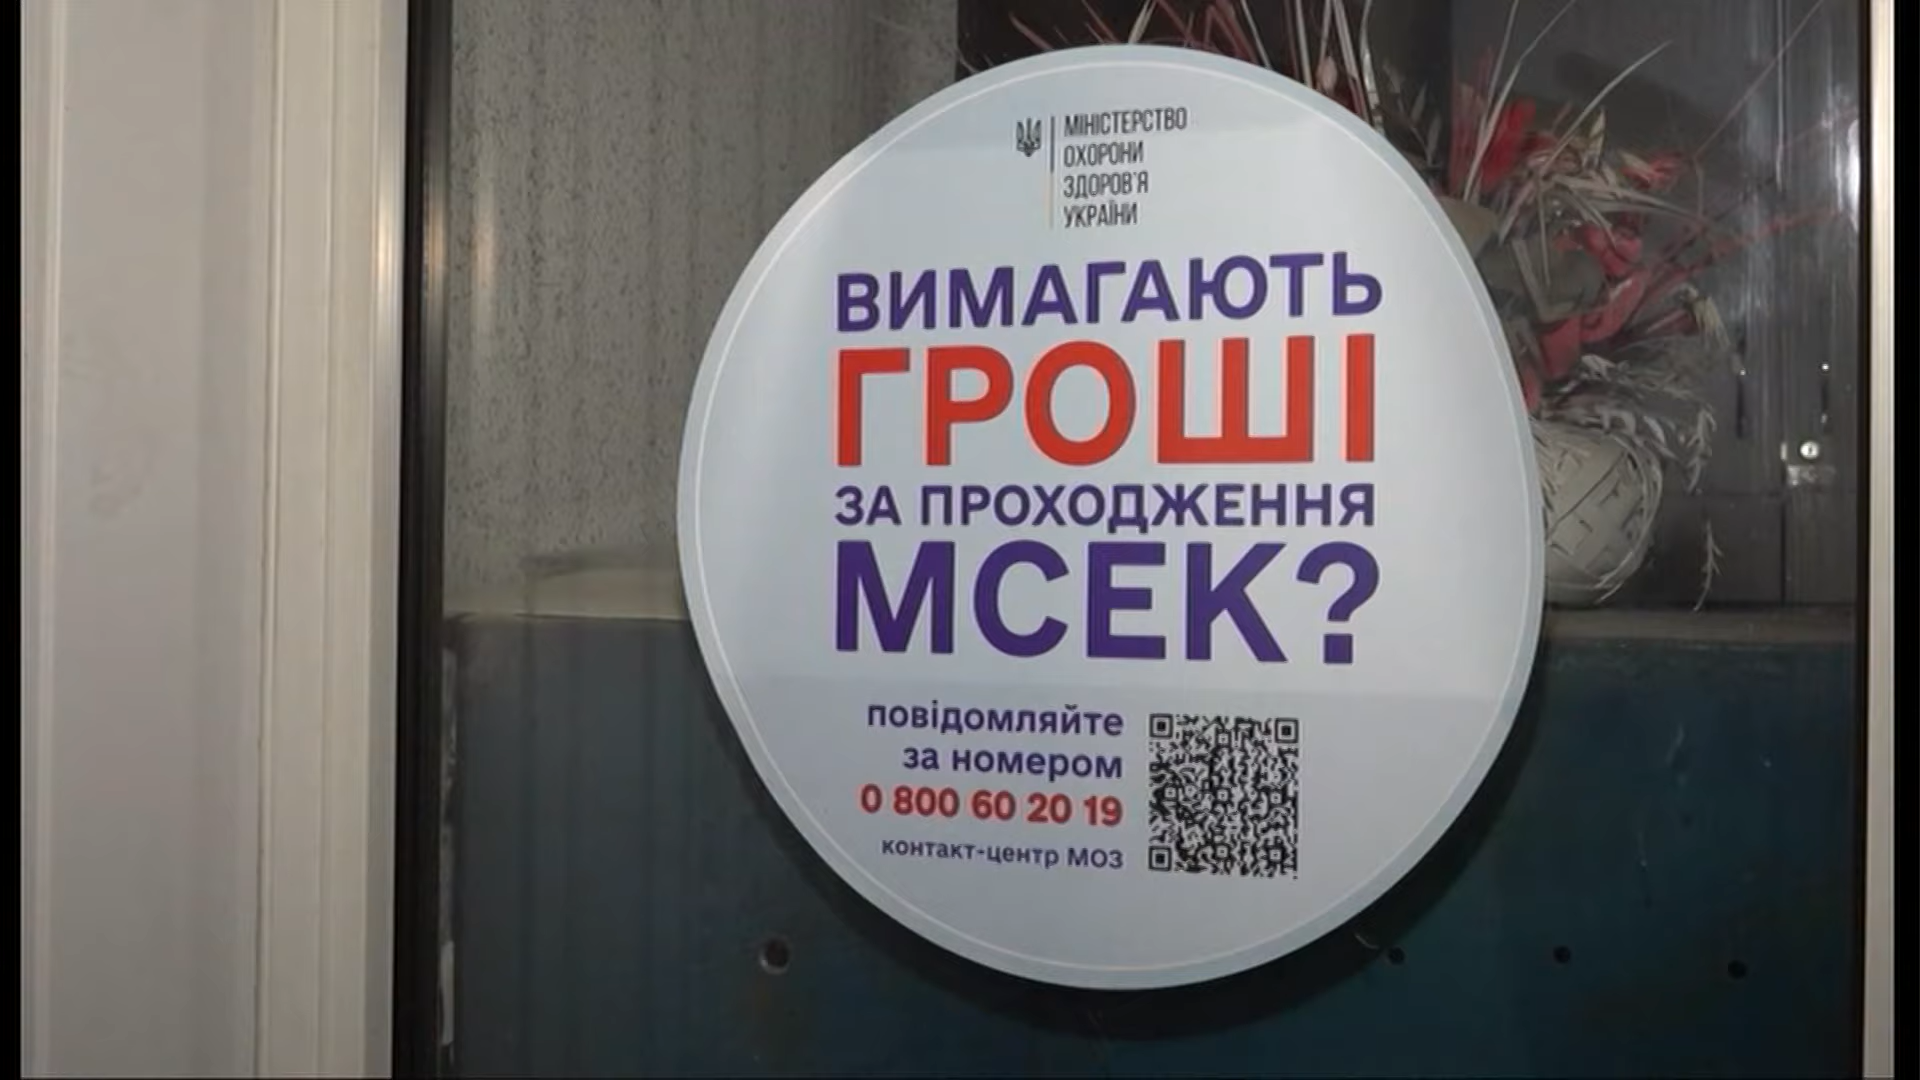 МІНІСТЕРСТВО
ОХОРОНИ
ЗДОРОВ'Я
УКРАЇНИ
ВИМАГАЮТЬ
ГРОШІ
ЗА ПРОХОДЖЕННЯ
МСЕК?
повідомляйте
за номером
0 800 60 20 19
контакт-центр МОЗ